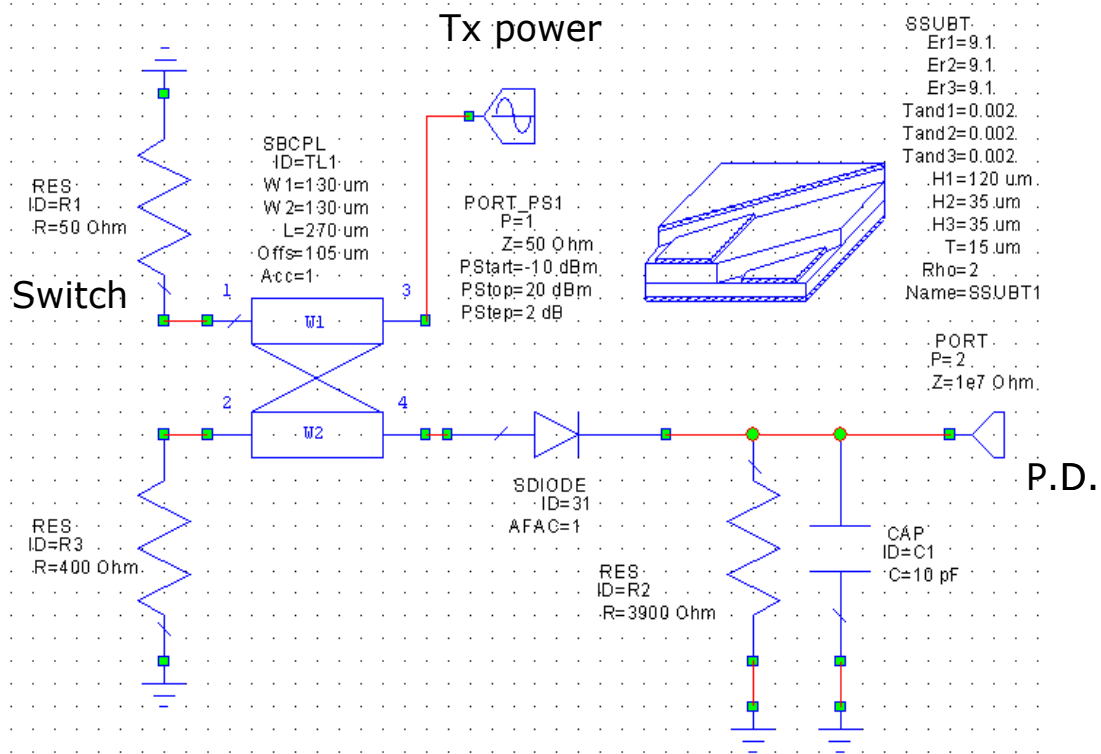 Tx power
SSUBT
Er1=9.1
Er2=9.1
Er3=9.1
Tand1=0.002
Tand2=0.002
Tand3=0.002
H1=120 um
H2=35 um
H3=35 um
T=15 um
Rho=2
Name=SSUBT1
SBCPL
ID=TL1
W1=130 um
W2=130 um
L=270 um
Offs=105 um
Acc=1
RES
ID=R1
R=50 Ohm
PORT_PS1
P=1
Z=50 Ohm
PStart=-10 dBm
PStop=20 dBm
PStep=2 dB
Switch
1
3
W1
PORT
P=2
Z=1e7 Ohm
2
4
W2
P.D.
SDIODE
ID=31
AFAC=1
RES
ID=R3
R=400 Ohm
RES
ID=R2
R=3900 Ohm
CAP
ID=C1
C=10 pF